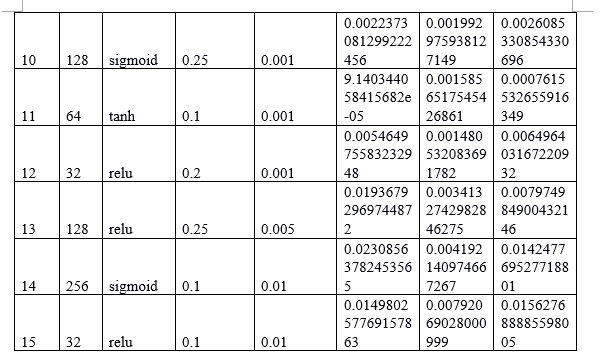 10 128 sigmoid 0.25 0.001 0.0022373081299222456 0.001992975938127149 0.0026085330854330696
11 64 tanh 0.1 0.001 9.140344058415682e-05 0.0015856517545426861 0.0007615532655916349
12 32 relu 0.2 0.001 0.005464975583232948 0.001480532083691782 0.006496403167220932
13 128 relu 0.25 0.005 0.01936792969744872 0.0034132742982846275 0.007974984900432146
14 256 sigmoid 0.1 0.01 0.02308563782453565 0.004192140974667267 0.014247769527718801
15 32 relu 0.1 0.01 0.014980257769157863 0.00792069028000999 0.015627688885598005